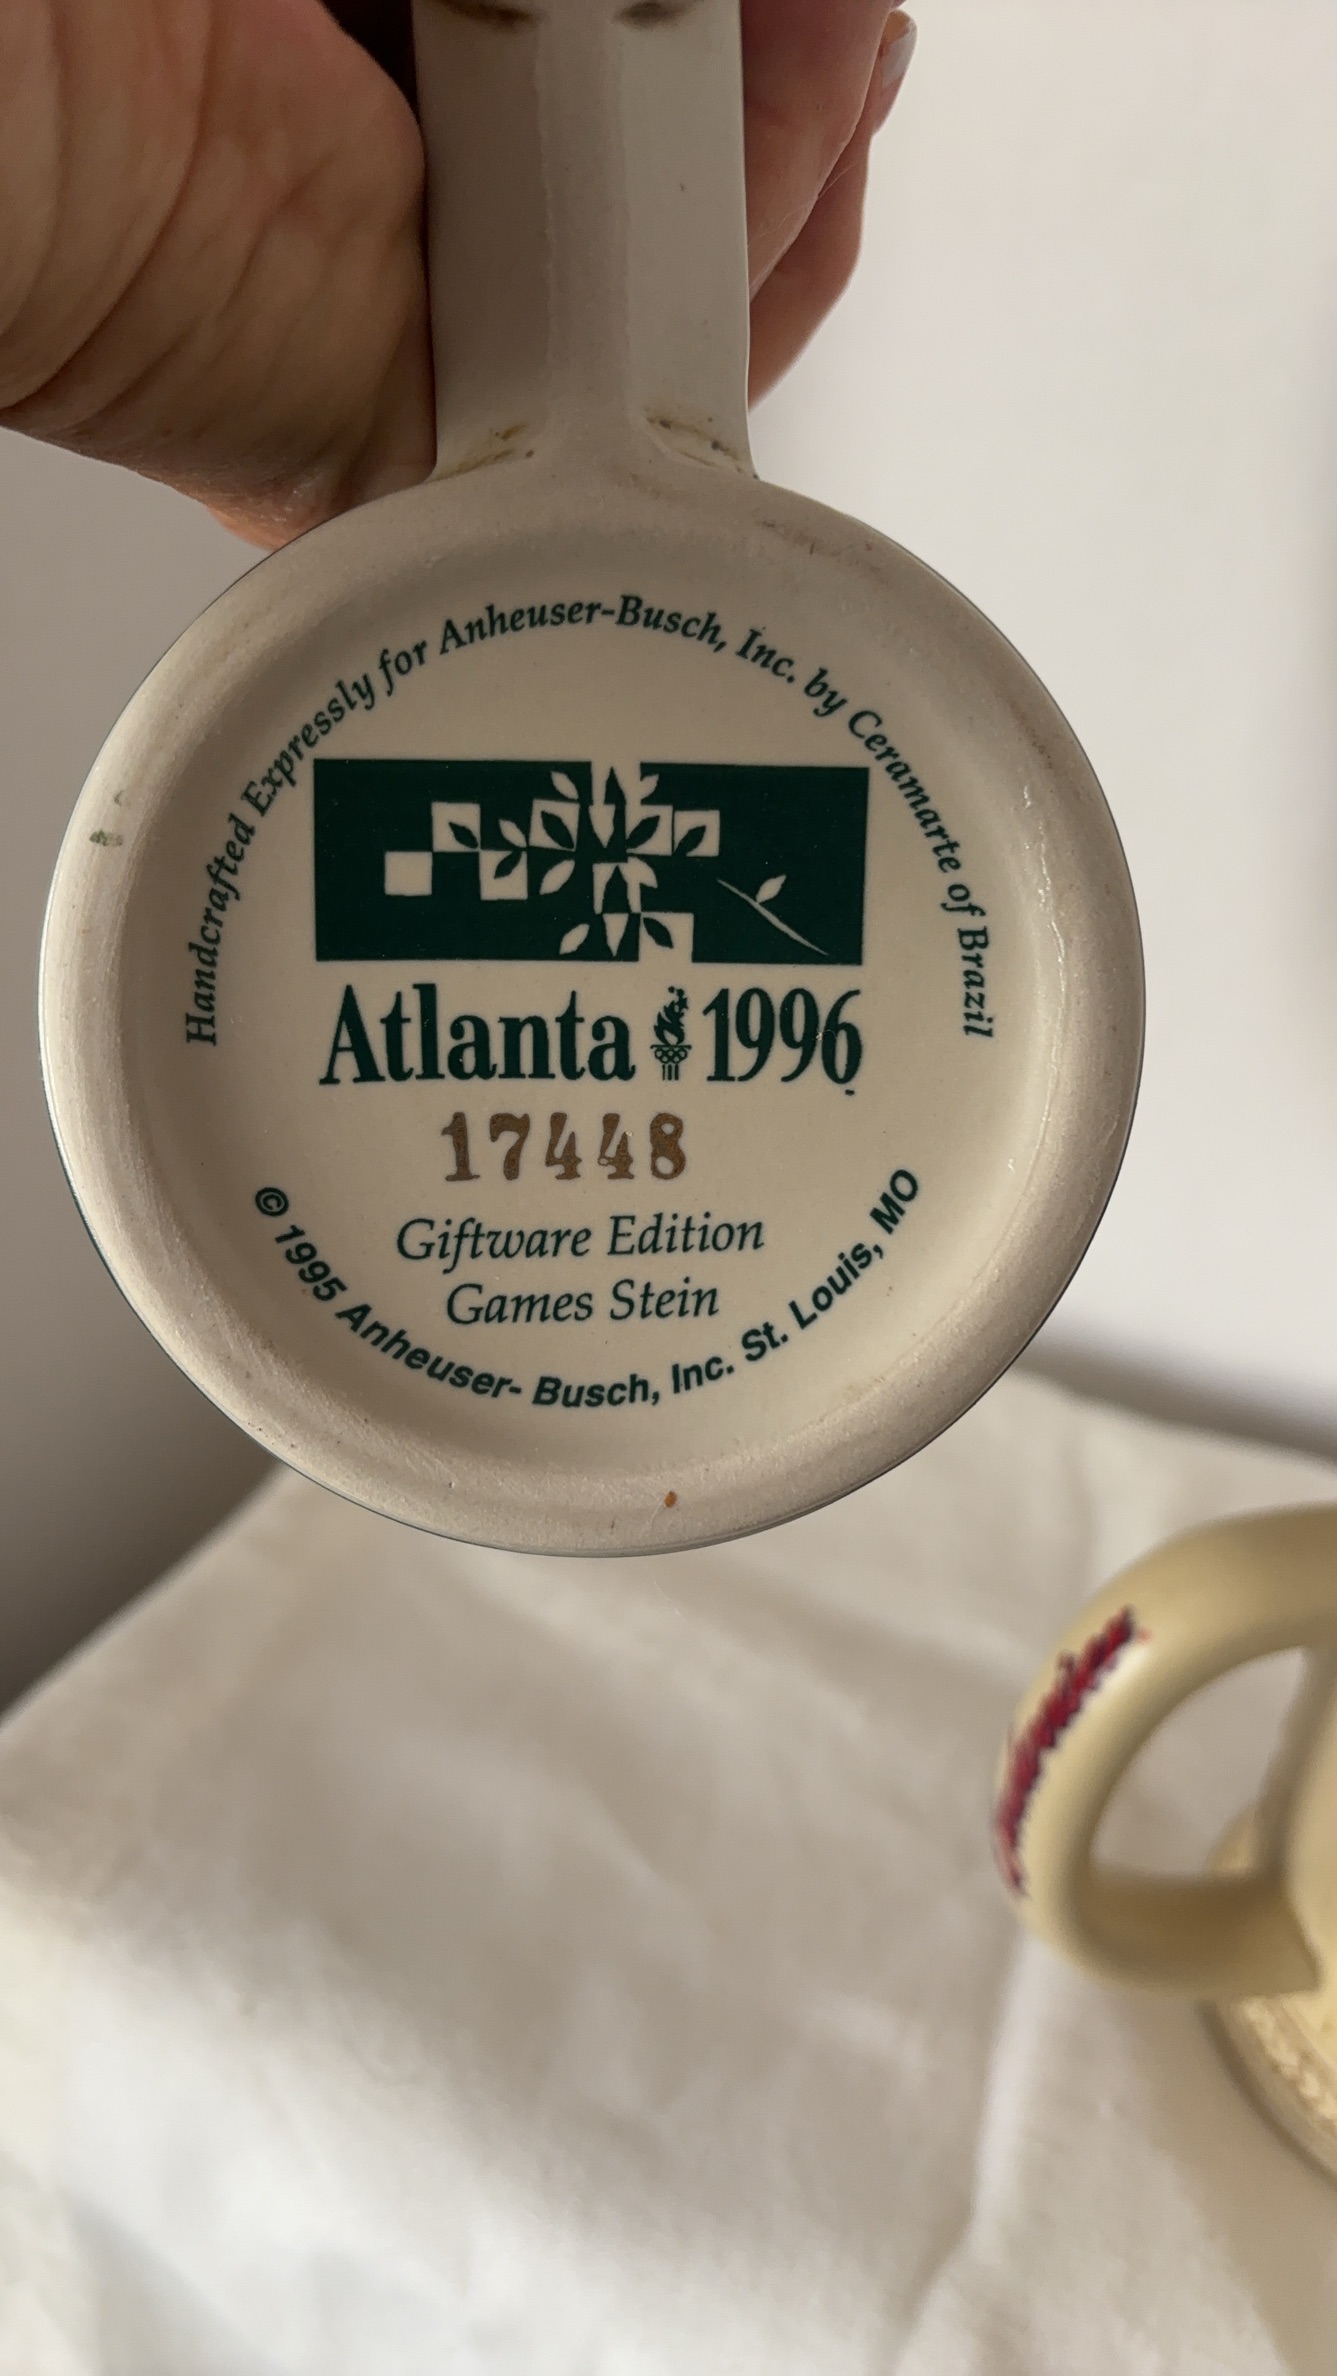 Handcrafted Expressly for Anheuser-Busch, Inc. by Ceramarte of Brazil
Atlanta 1996
17448
Giftware Edition
Games Stein
© 1995 Anheuser- Busch, Inc. St. Louis, MO